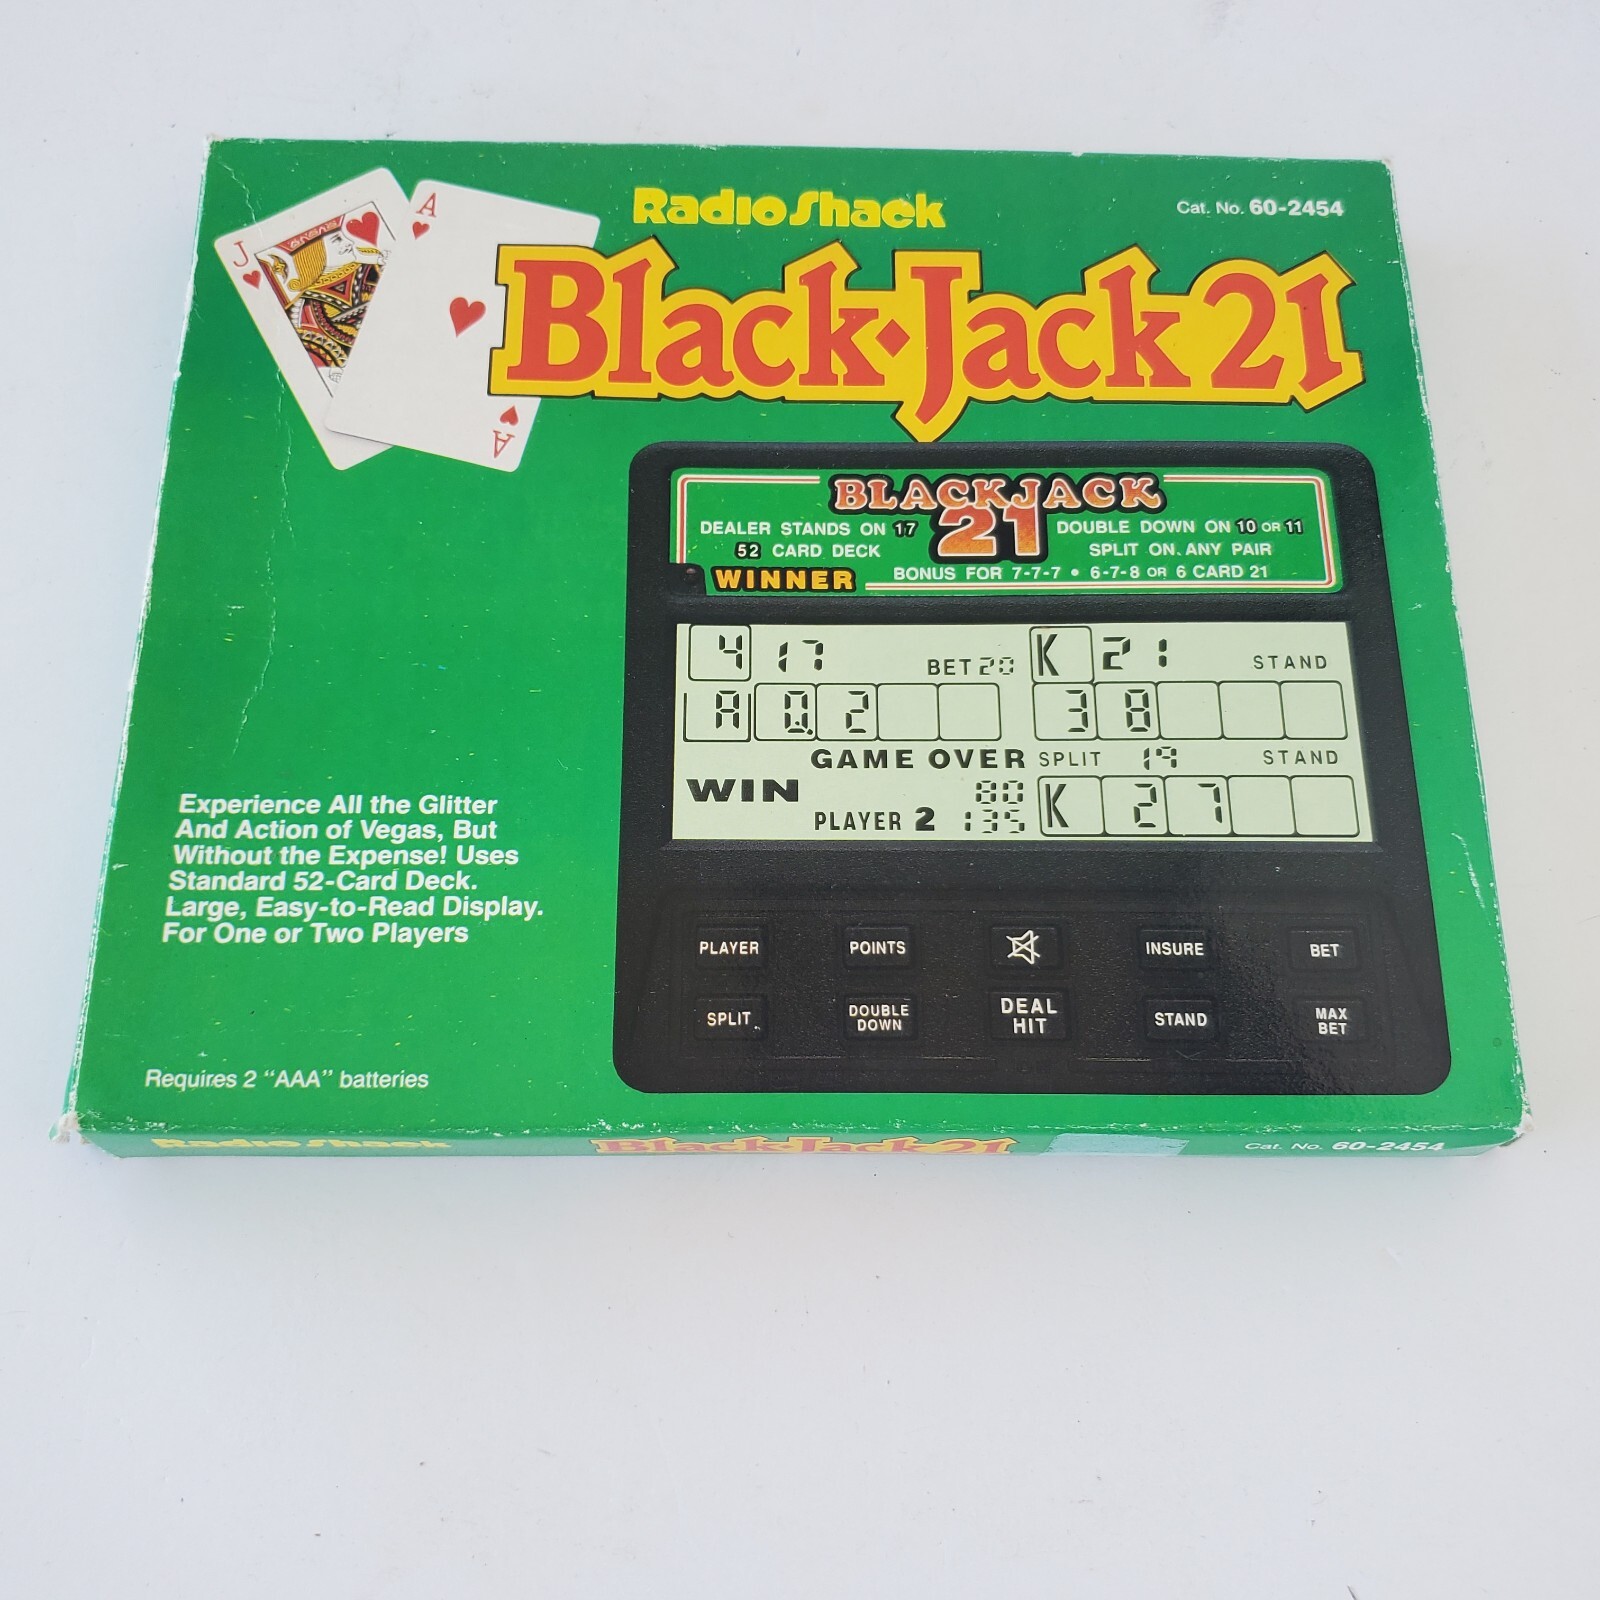 RadioShack
Cat. No. 60-2454
Black·Jack 21
J
A
A
BLACKJACK
21
DEALER STANDS ON 17
52 CARD DECK
DOUBLE DOWN ON 10 OR 11
SPLIT ON ANY PAIR
WINNER
BONUS FOR 7-7-7 • 6-7-8 OR 6 CARD 21
4 17 BET 20 K 21 STAND
A Q 2 3 8
GAME OVER SPLIT 19 STAND
WIN 80 K 2 7
PLAYER 2 135
Experience All the Glitter
And Action of Vegas, But
Without the Expense! Uses
Standard 52-Card Deck.
Large, Easy-to-Read Display.
For One or Two Players
PLAYER POINTS INSURE BET
SPLIT DOUBLE DOWN DEAL HIT STAND MAX BET
Requires 2 "AAA" batteries
RadioShack Black·Jack 21 Cat. No. 60-2454